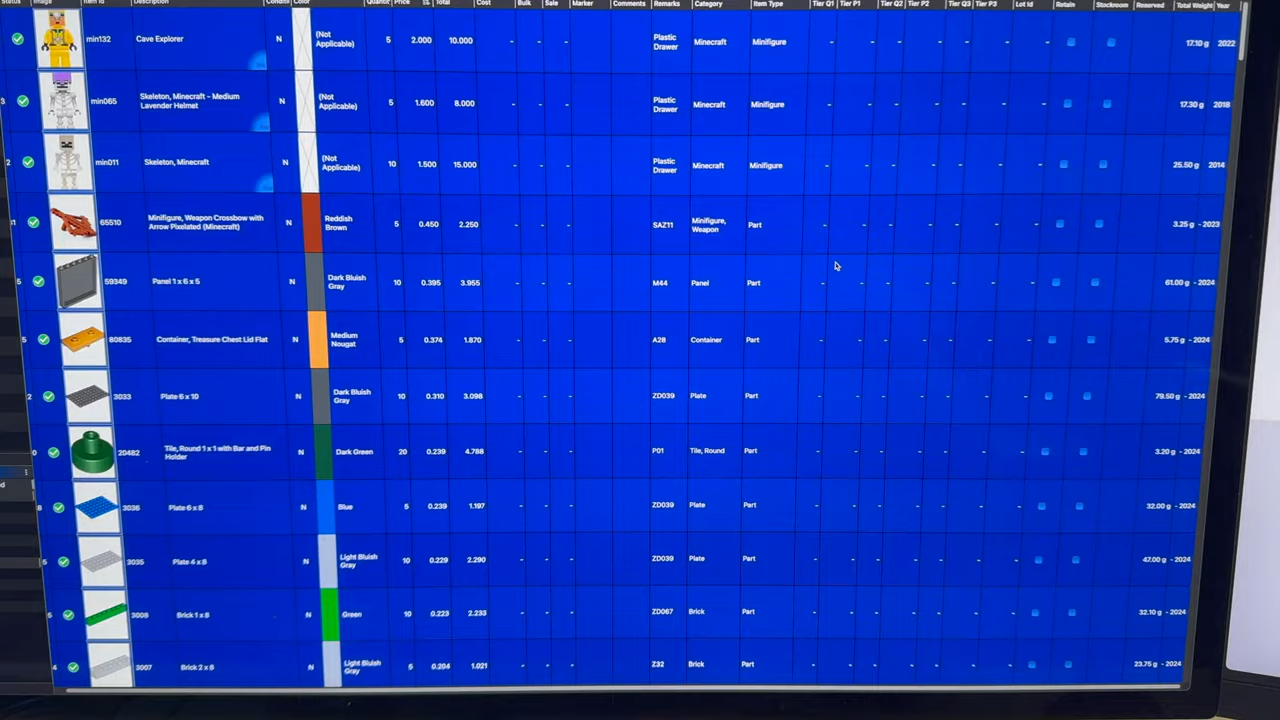 Status Image Item Id Description Color Quantity Price Total Cost Bulk Sale Marker Comments Remarks Category Item Type Tier Q1 Tier P1 Tier Q2 Tier P2 Tier Q3 Tier P3 Lot Id Retain Stockroom Reserved Total Weight Year
min132 Cave Explorer N (Not Applicable) 5 2.000 10.000 - - - Plastic Drawer Minecraft Minifigure - - - - - - - 17.10 g 2022
3 min065 Skeleton, Minecraft - Medium Lavender Helmet N (Not Applicable) 5 1.600 8.000 - - - Plastic Drawer Minecraft Minifigure - - - - - - - 17.30 g 2018
2 min011 Skeleton, Minecraft N (Not Applicable) 10 1.500 15.000 - - - Plastic Drawer Minecraft Minifigure - - - - - - - 25.50 g 2014
65510 Minifigure, Weapon Crossbow with Arrow Pixelated (Minecraft) N Reddish Brown 5 0.450 2.250 - - - SAZ11 Minifigure, Weapon Part - - - - - - - 3.25 g - 2023
5 59349 Panel 1 x 6 x 5 N Dark Bluish Gray 10 0.395 3.955 - - - M44 Panel Part - - - - - - - 61.00 g - 2024
5 80835 Container, Treasure Chest Lid Flat N Medium Nougat 5 0.374 1.870 - - - A28 Container Part - - - - - - - 5.75 g - 2024
2 3033 Plate 6 x 10 N Dark Bluish Gray 10 0.310 3.098 - - - ZD039 Plate Part - - - - - - - 79.50 g - 2024
0 20482 Tile, Round 1 x 1 with Bar and Pin Holder N Dark Green 20 0.239 4.788 - - - P01 Tile, Round Part - - - - - - - 3.20 g - 2024
8 3036 Plate 6 x 8 N Blue 5 0.239 1.197 - - - ZD039 Plate Part - - - - - - - 32.00 g - 2024
5 3035 Plate 4 x 8 N Light Bluish Gray 10 0.229 2.290 - - - ZD039 Plate Part - - - - - - - 47.00 g - 2024
5 3008 Brick 1 x 8 N Green 10 0.223 2.233 - - - ZD067 Brick Part - - - - - - - 32.10 g - 2024
4 3007 Brick 2 x 8 N Light Bluish Gray 5 0.204 1.021 - - - Z32 Brick Part - - - - - - - 23.75 g - 2024